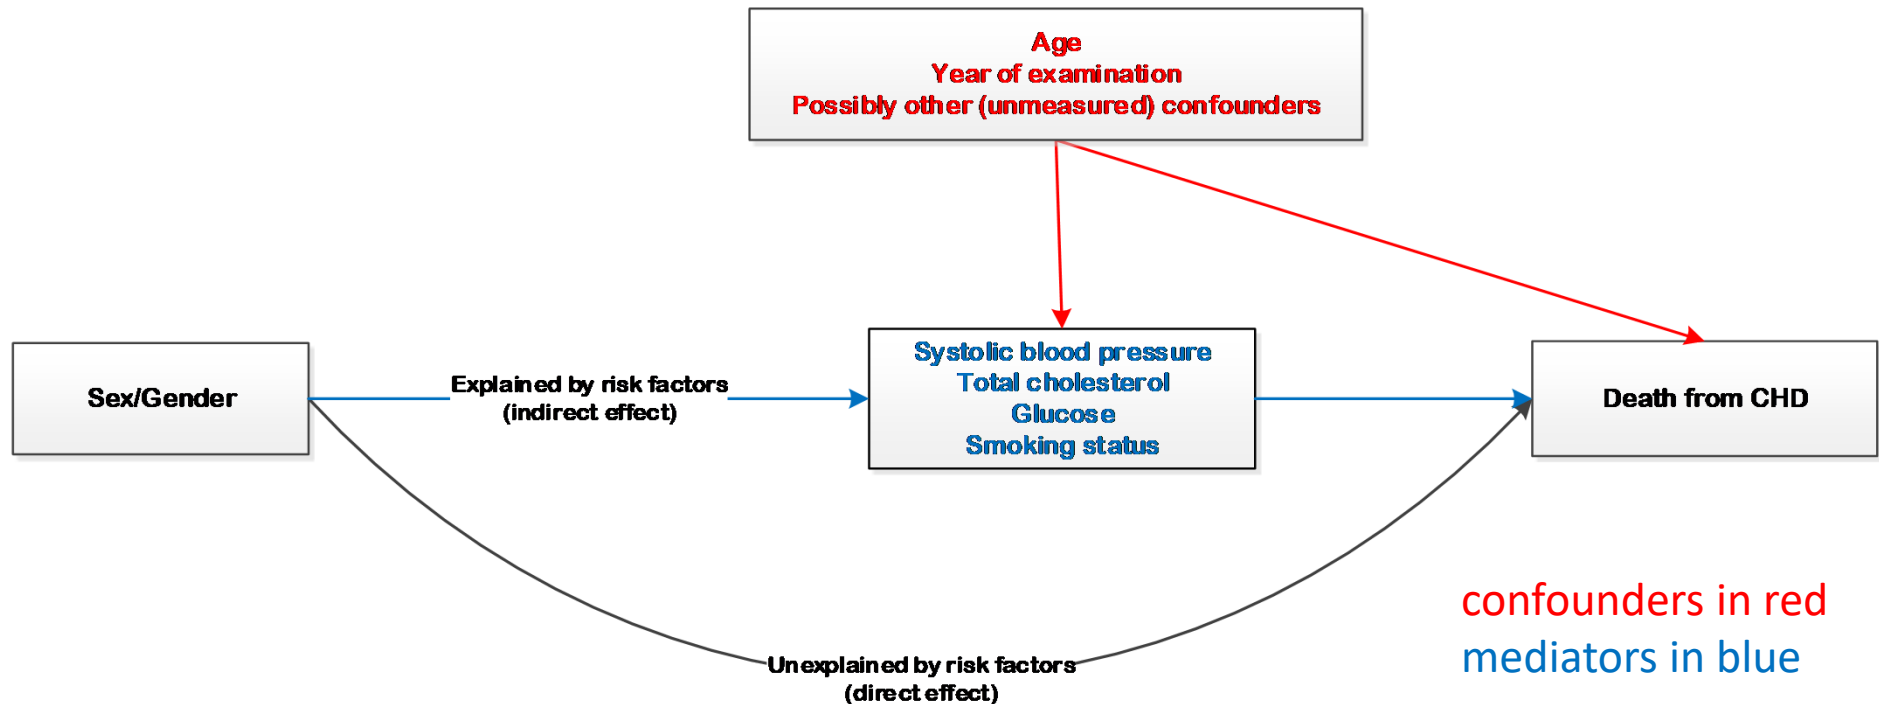 Age
Year of examination
Possibly other (unmeasured) confounders
Sex/Gender
Explained by risk factors
(indirect effect)
Systolic blood pressure
Total cholesterol
Glucose
Smoking status
Death from CHD
Unexplained by risk factors
(direct effect)
confounders in red
mediators in blue